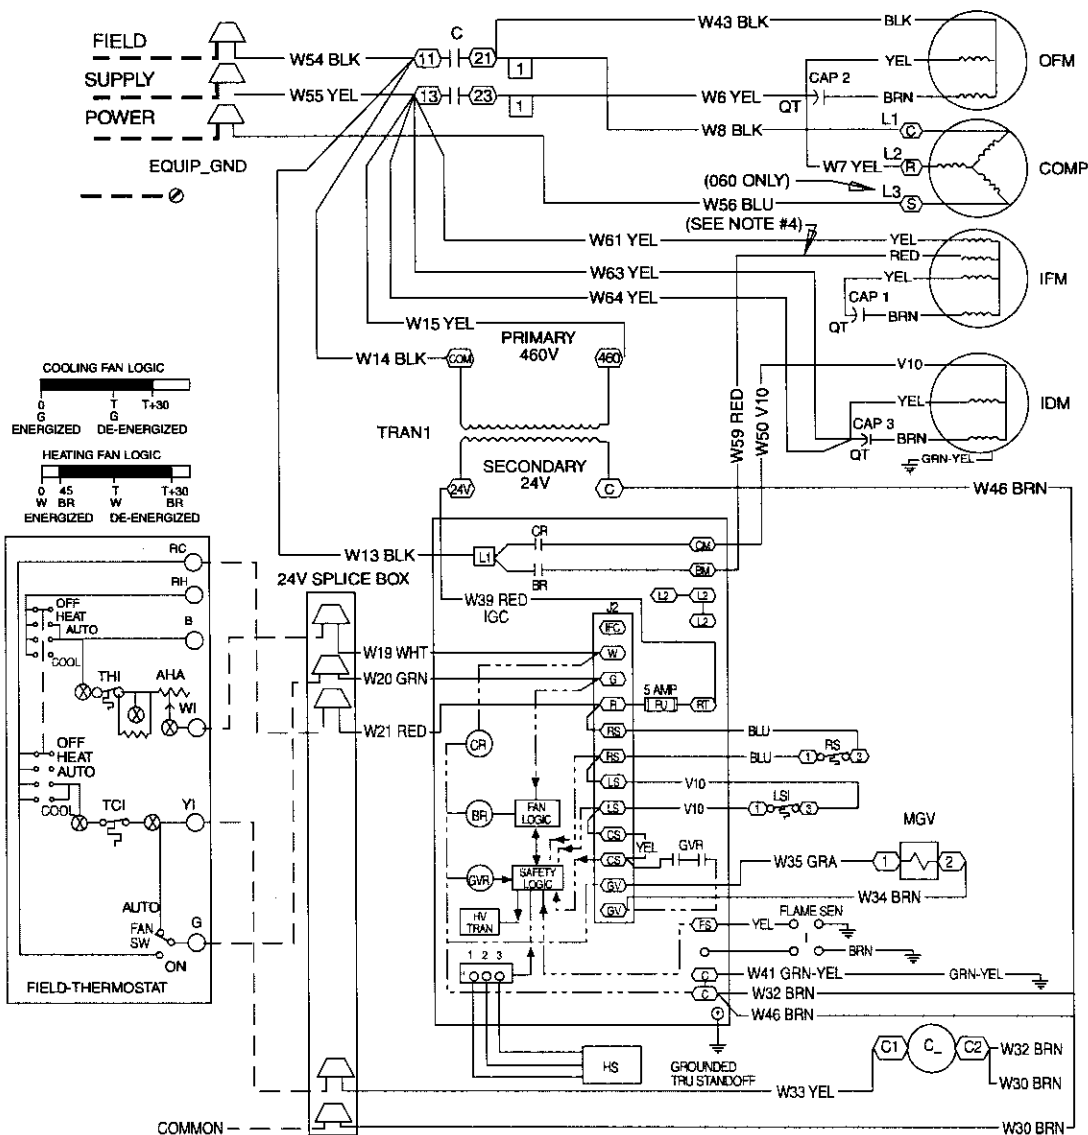 FIELD
SUPPLY
POWER
EQUIP_GND
W54 BLK
11
C
21
1
W55 YEL
13
23
1
W43 BLK
BLK
YEL
CAP 2
QT
BRN
OFM
W6 YEL
W8 BLK
L1
C
L2
W7 YEL
R
COMP
(060 ONLY)
L3
W56 BLU
S
(SEE NOTE #4)
W61 YEL
YEL
RED
W63 YEL
YEL
IFM
W64 YEL
CAP 1
QT
BRN
W15 YEL
PRIMARY
460V
W14 BLK
COM
460
V10
YEL
IDM
CAP 3
QT
BRN
GRN-YEL
W59 RED
W50 V10
TRAN1
SECONDARY
24V
24V
C
W46 BRN
COOLING FAN LOGIC
0 T T+30
G G
ENERGIZED DE-ENERGIZED
HEATING FAN LOGIC
0 45 T T+30
W BR W BR
ENERGIZED DE-ENERGIZED
W13 BLK
L1
CR
BR
CM
BM
L2
L2
L2
24V SPLICE BOX
W39 RED
IGC
J2
IFC
W19 WHT
W
W20 GRN
G
W21 RED
R
5 AMP
FU
RT
RS
BLU
RS
BLU
1
RS
3
LS
V10
LS
V10
1
LSI
3
CS
YEL
CS
GVR
GV
W35 GRA
MGV
1
2
GV
W34 BRN
CR
BR
FAN
LOGIC
GVR
SAFETY
LOGIC
HV
TRAN
1 2 3
FS
YEL
FLAME SEN
BRN
C
W41 GRN-YEL
GRN-YEL
C
W32 BRN
W46 BRN
HS
GROUNDED
TRU STANDOFF
C1
C_
C2
W32 BRN
W30 BRN
W33 YEL
COMMON
W30 BRN
RC
RH
B
OFF
HEAT
AUTO
COOL
THI
AHA
WI
OFF
HEAT
AUTO
COOL
TCI
YI
AUTO
FAN
SW
G
ON
FIELD-THERMOSTAT